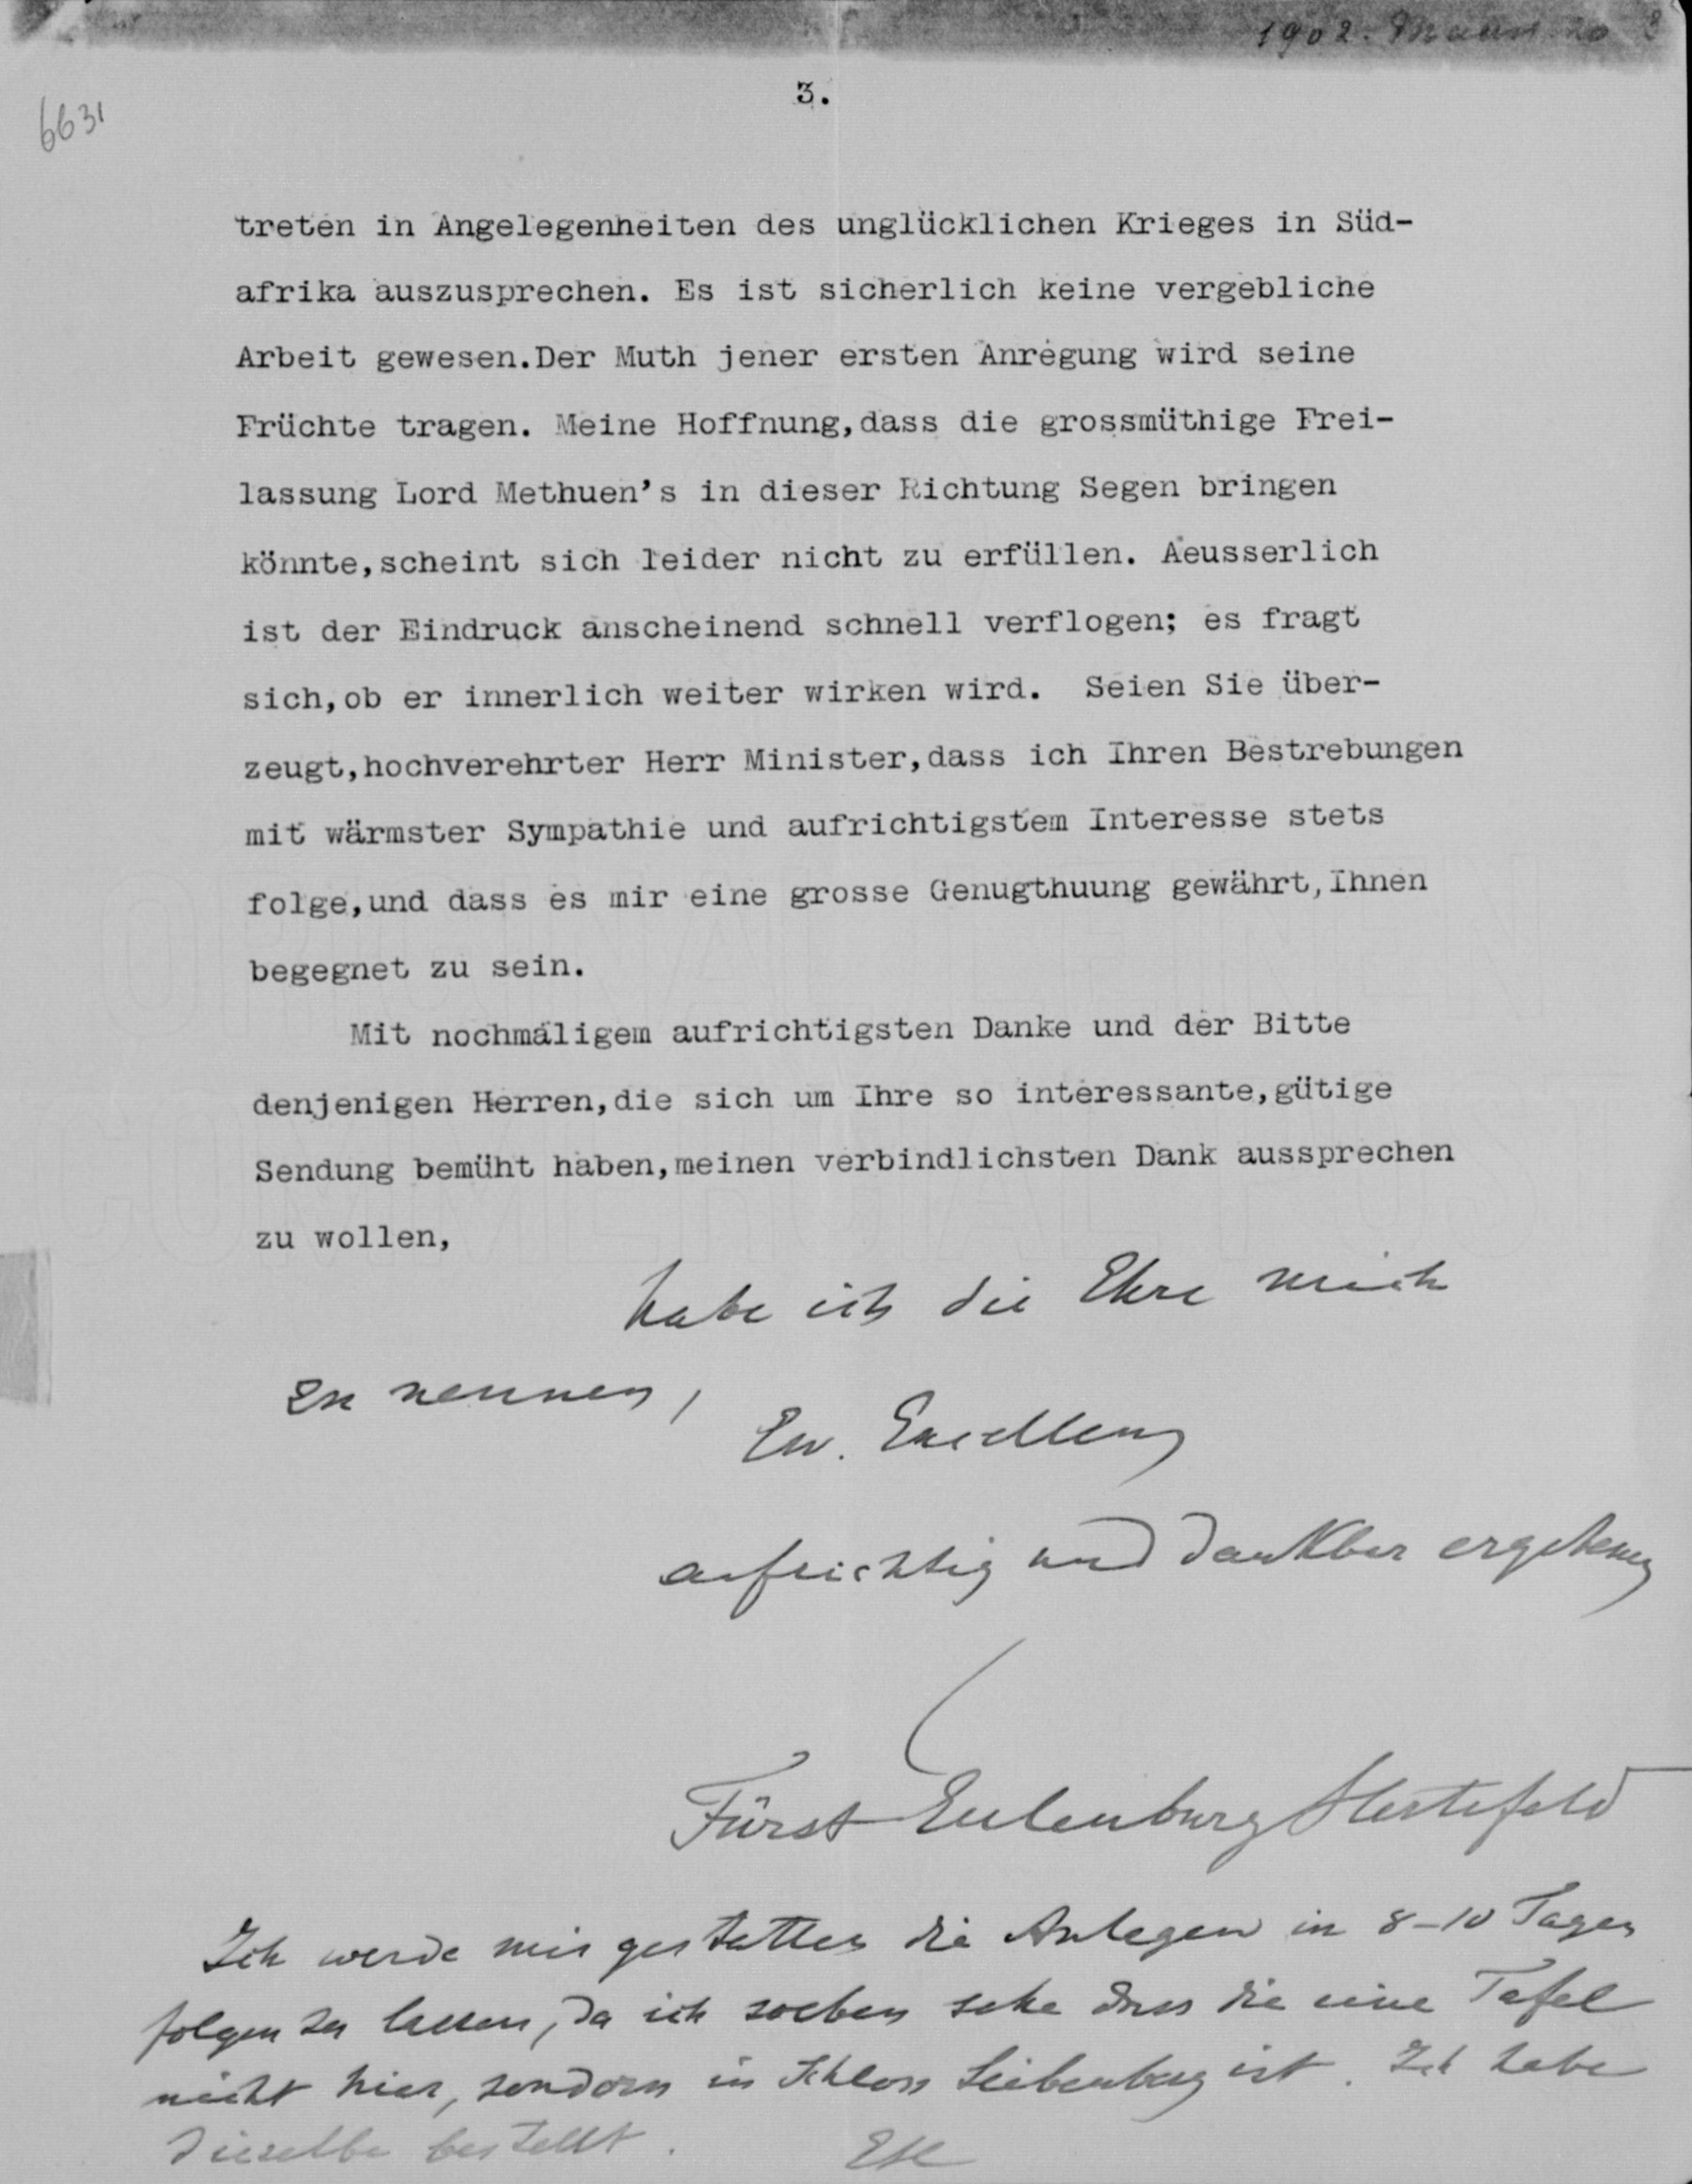 1902. Maart 20 3
6631
3.
treten in Angelegenheiten des unglücklichen Krieges in Süd-
afrika auszusprechen. Es ist sicherlich keine vergebliche
Arbeit gewesen.Der Muth jener ersten Anregung wird seine
Früchte tragen. Meine Hoffnung,dass die grossmüthige Frei-
lassung Lord Methuen's in dieser Richtung Segen bringen
könnte,scheint sich leider nicht zu erfüllen. Aeusserlich
ist der Eindruck anscheinend schnell verflogen; es fragt
sich,ob er innerlich weiter wirken wird. Seien Sie über-
zeugt,hochverehrter Herr Minister,dass ich Ihren Bestrebungen
mit wärmster Sympathie und aufrichtigstem Interesse stets
folge,und dass es mir eine grosse Genugthuung gewährt,Ihnen
begegnet zu sein.
Mit nochmaligem aufrichtigsten Danke und der Bitte
denjenigen Herren,die sich um Ihre so interessante,gütige
Sendung bemüht haben,meinen verbindlichsten Dank aussprechen
zu wollen,
habe ich die Ehre mich
zu nennen,
Ew. Excellenz
aufrichtig und dankbar ergebener
Fürst Eulenburg Hertefeld
Ich werde mir gestatten die Anlagen in 8-10 Tagen
folgen zu lassen, da ich soeben sehe dass die eine Tafel
nicht hier, sondern in Schloss Liebenberg ist. Ich habe
dieselbe bestellt. EH
ORIGINAL LEINEN
COMMERCIAL POST